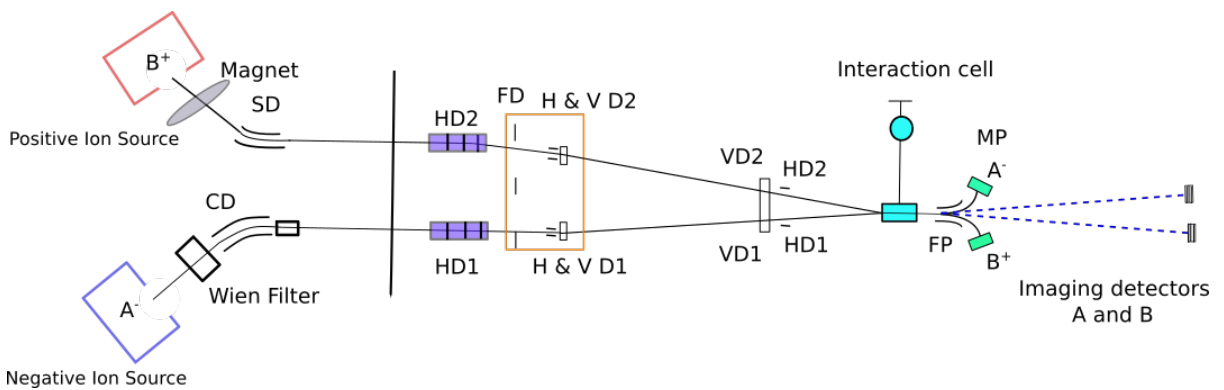 B+
Magnet
SD
Positive Ion Source
HD2
FD
H & V D2
Interaction cell
MP
A-
VD2
HD2
CD
A-
Wien Filter
Negative Ion Source
HD1
H & V D1
VD1
HD1
FP
B+
Imaging detectors
A and B